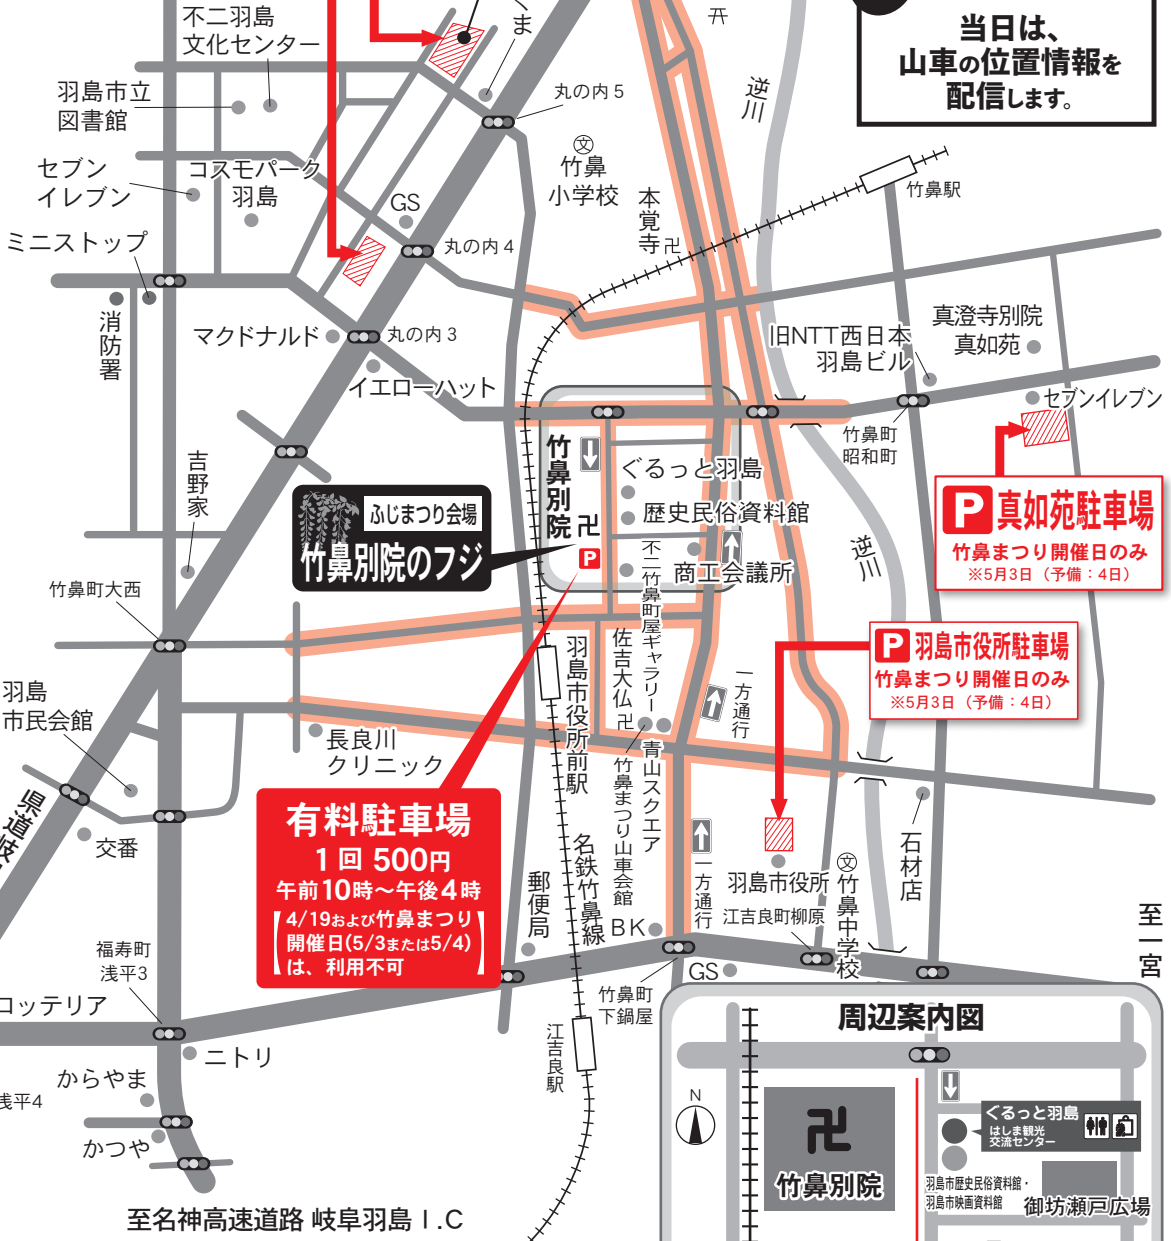 不二羽島
文化センター
ま
当日は、
山車の位置情報を
配信します。
羽島市立
図書館
丸の内 5
逆川
竹鼻
小学校
セブン
イレブン
コスモパーク
羽島
GS
本覚寺卍
竹鼻駅
ミニストップ
丸の内 4
消防署
マクドナルド
丸の内 3
イエローハット
旧NTT西日本
羽島ビル
真澄寺別院
真如苑
セブンイレブン
竹鼻町
昭和町
吉野家
竹鼻別院卍
P
ぐるっと羽島
歴史民俗資料館
商工会議所
ふじまつり会場
竹鼻別院のフジ
逆川
P 真如苑駐車場
竹鼻まつり開催日のみ
※5月3日（予備：4日）
竹鼻町大西
不二竹鼻町屋ギャラリー
佐吉大仏卍
羽島市役所前駅
P 羽島市役所駐車場
竹鼻まつり開催日のみ
※5月3日（予備：4日）
羽島
市民会館
一方通行
長良川
クリニック
青山スクエア
竹鼻まつり山車会館
有料駐車場
1回 500円
午前10時～午後4時
【4/19および竹鼻まつり
開催日(5/3または5/4)
は、利用不可】
県道岐
交番
名鉄竹鼻線
郵便局
BK
一方通行
羽島市役所
江吉良町柳原
文
竹鼻中学校
石材店
至一宮
福寿町
浅平3
GS
竹鼻町
下鍋屋
ロッテリア
ニトリ
江吉良駅
からやま
浅平4
かつや
至名神高速道路 岐阜羽島 I.C
周辺案内図
N
卍
竹鼻別院
ぐるっと羽島
はしま観光
交流センター
羽島市歴史民俗資料館・
羽島市映画資料館
御坊瀬戸広場